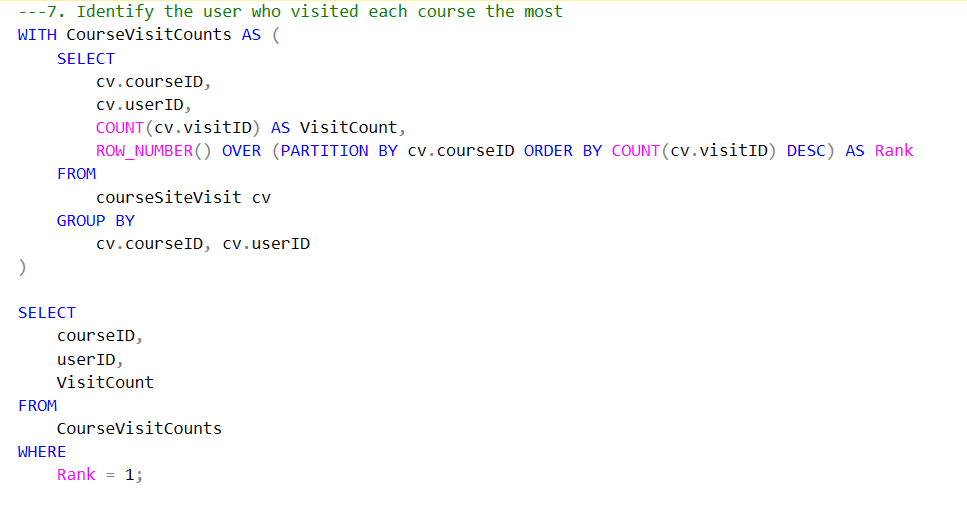 ---7. Identify the user who visited each course the most
WITH CourseVisitCounts AS (
    SELECT
        cv.courseID,
        cv.userID,
        COUNT(cv.visitID) AS VisitCount,
        ROW_NUMBER() OVER (PARTITION BY cv.courseID ORDER BY COUNT(cv.visitID) DESC) AS Rank
    FROM
        courseSiteVisit cv
    GROUP BY
        cv.courseID, cv.userID
)
SELECT
    courseID,
    userID,
    VisitCount
FROM
    CourseVisitCounts
WHERE
    Rank = 1;